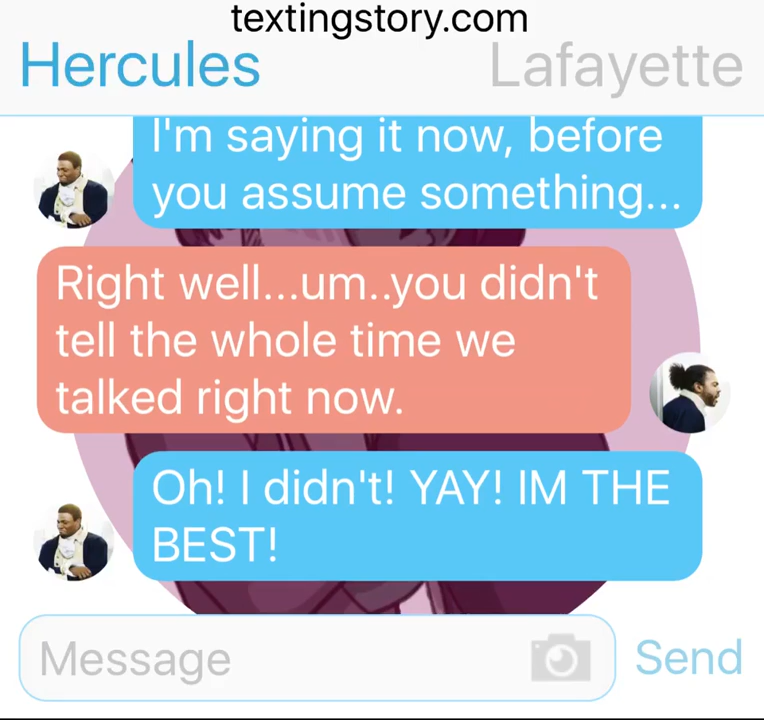 textingstory.com
Hercules
Lafayette
I'm saying it now, before
you assume something...
Right well...um..you didn't
tell the whole time we
talked right now.
Oh! I didn't! YAY! IM THE
BEST!
Message
Send